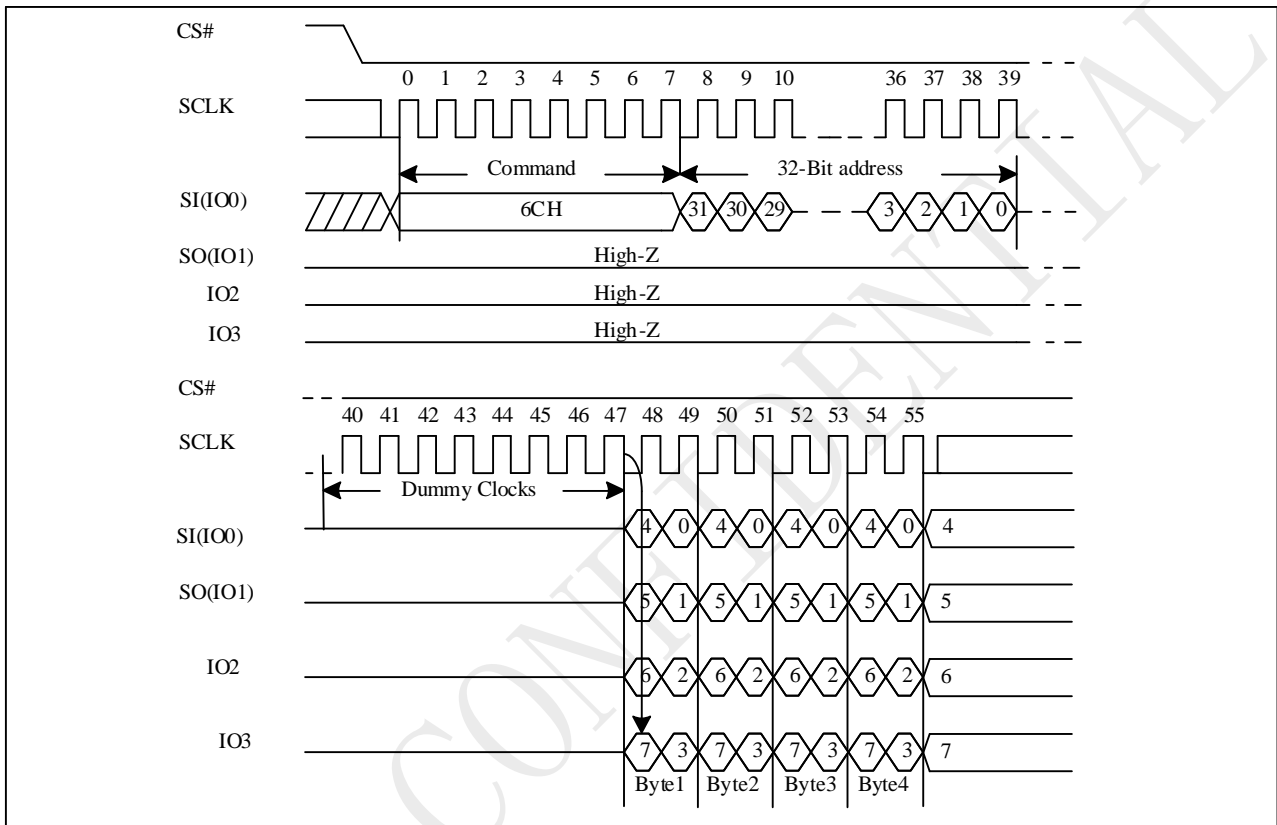 CS#
0 1 2 3 4 5 6 7 8 9 10 36 37 38 39
SCLK
Command 32-Bit address
SI(IO0) 6CH 31 30 29 3 2 1 0
SO(IO1) High-Z
IO2 High-Z
IO3 High-Z
CS#
40 41 42 43 44 45 46 47 48 49 50 51 52 53 54 55
SCLK
Dummy Clocks
SI(IO0) 4 0 4 0 4 0 4 0 4
SO(IO1) 5 1 5 1 5 1 5 1 5
IO2 6 2 6 2 6 2 6 2 6
IO3 7 3 7 3 7 3 7 3 7
Byte1 Byte2 Byte3 Byte4
CONFIDENTIAL